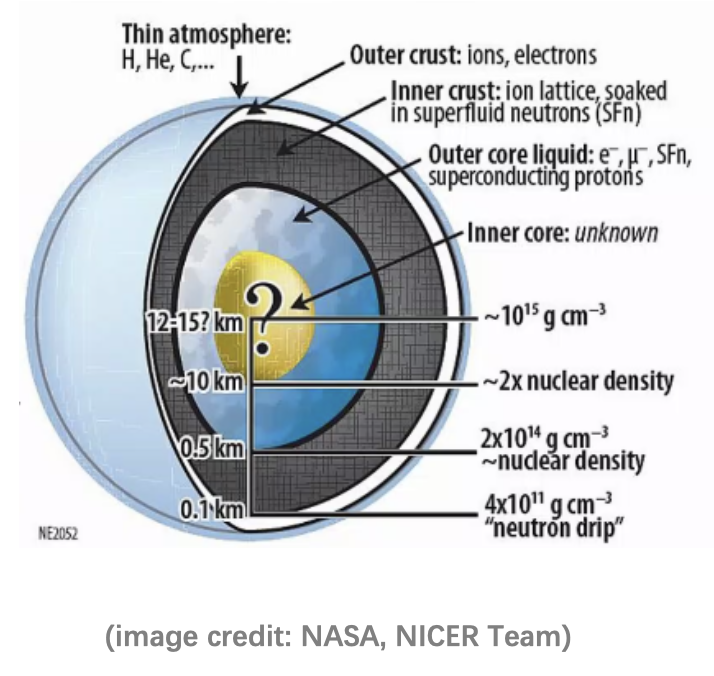 Thin atmosphere:
H, He, C,...
Outer crust: ions, electrons
Inner crust: ion lattice, soaked
in superfluid neutrons (SFn)
Outer core liquid: e⁻, μ⁻, SFn,
superconducting protons
Inner core: unknown
?
12-15? km
~10¹⁵ g cm⁻³
~10 km
~2x nuclear density
0.5 km
2x10¹⁴ g cm⁻³
~nuclear density
0.1 km
4x10¹¹ g cm⁻³
"neutron drip"
NE2052
(image credit: NASA, NICER Team)